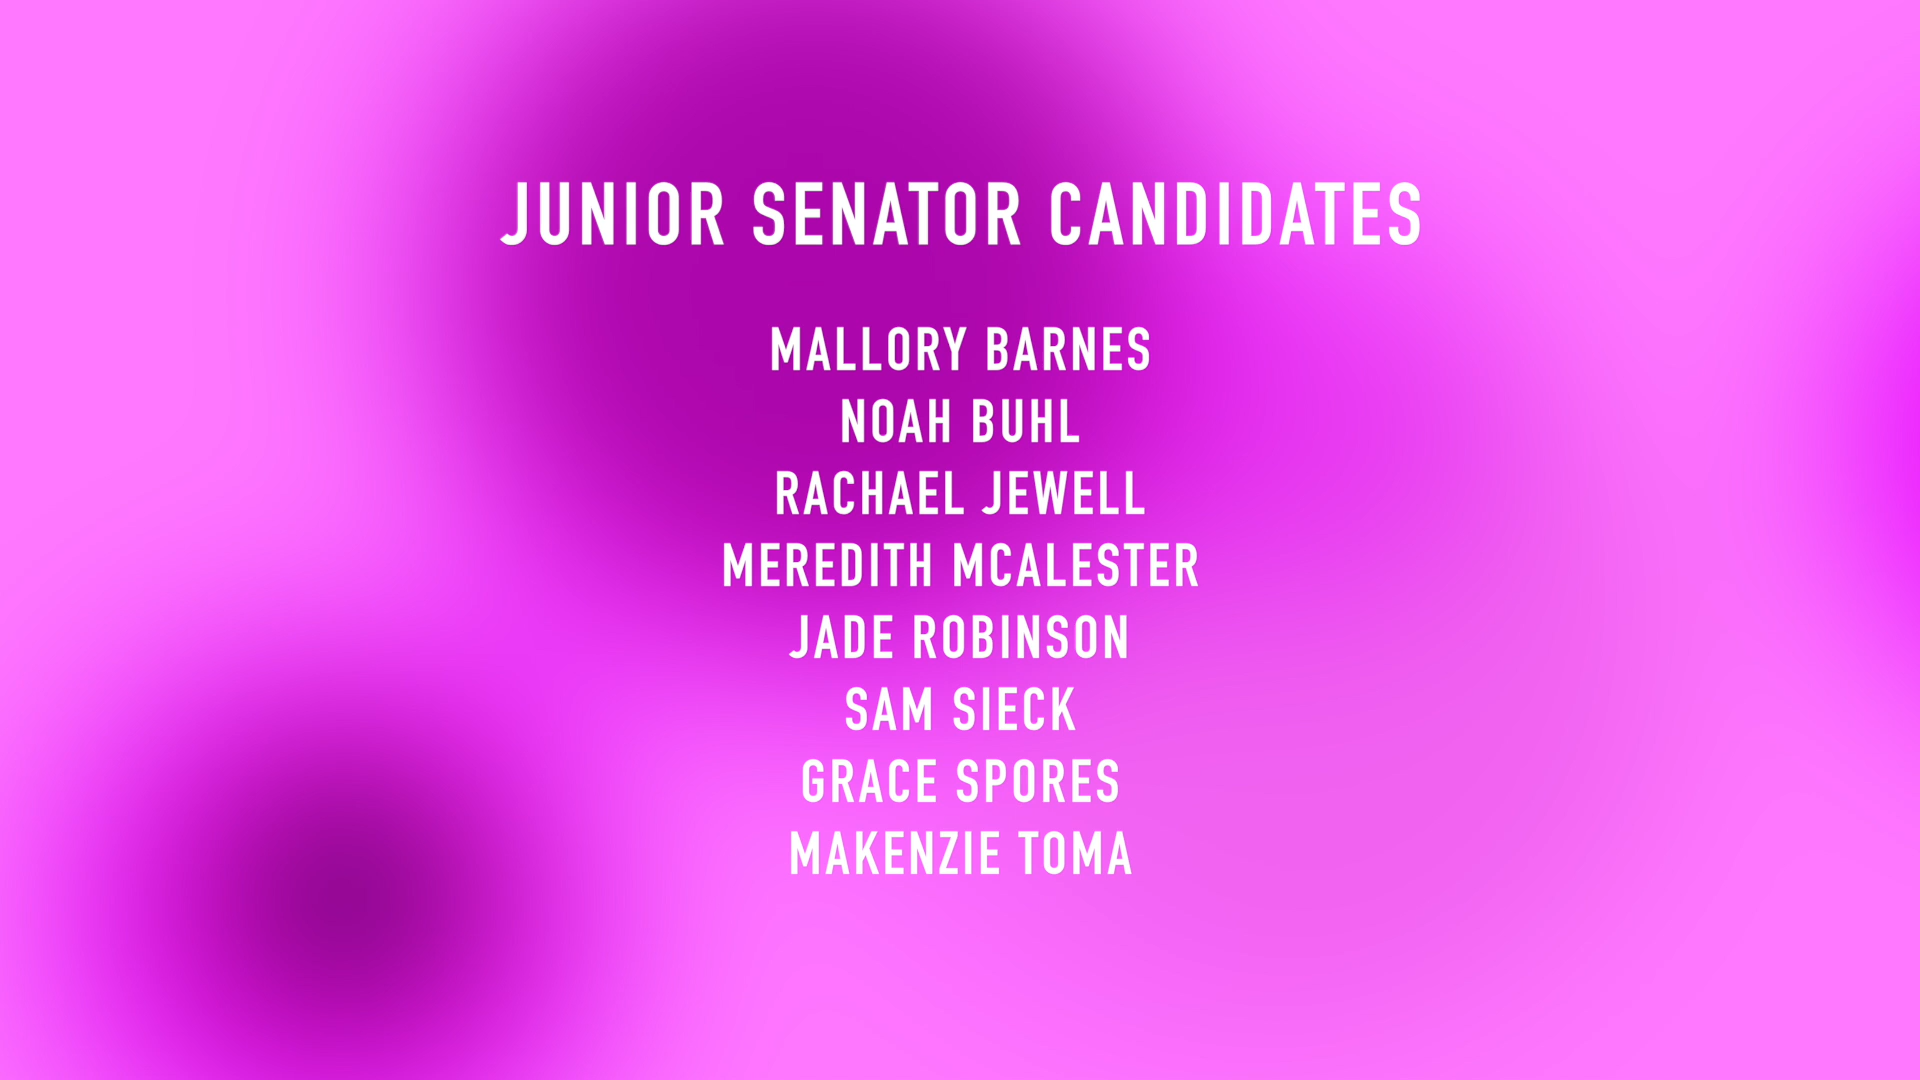 JUNIOR SENATOR CANDIDATES
MALLORY BARNES
NOAH BUHL
RACHAEL JEWELL
MEREDITH MCALESTER
JADE ROBINSON
SAM SIECK
GRACE SPORES
MAKENZIE TOMA